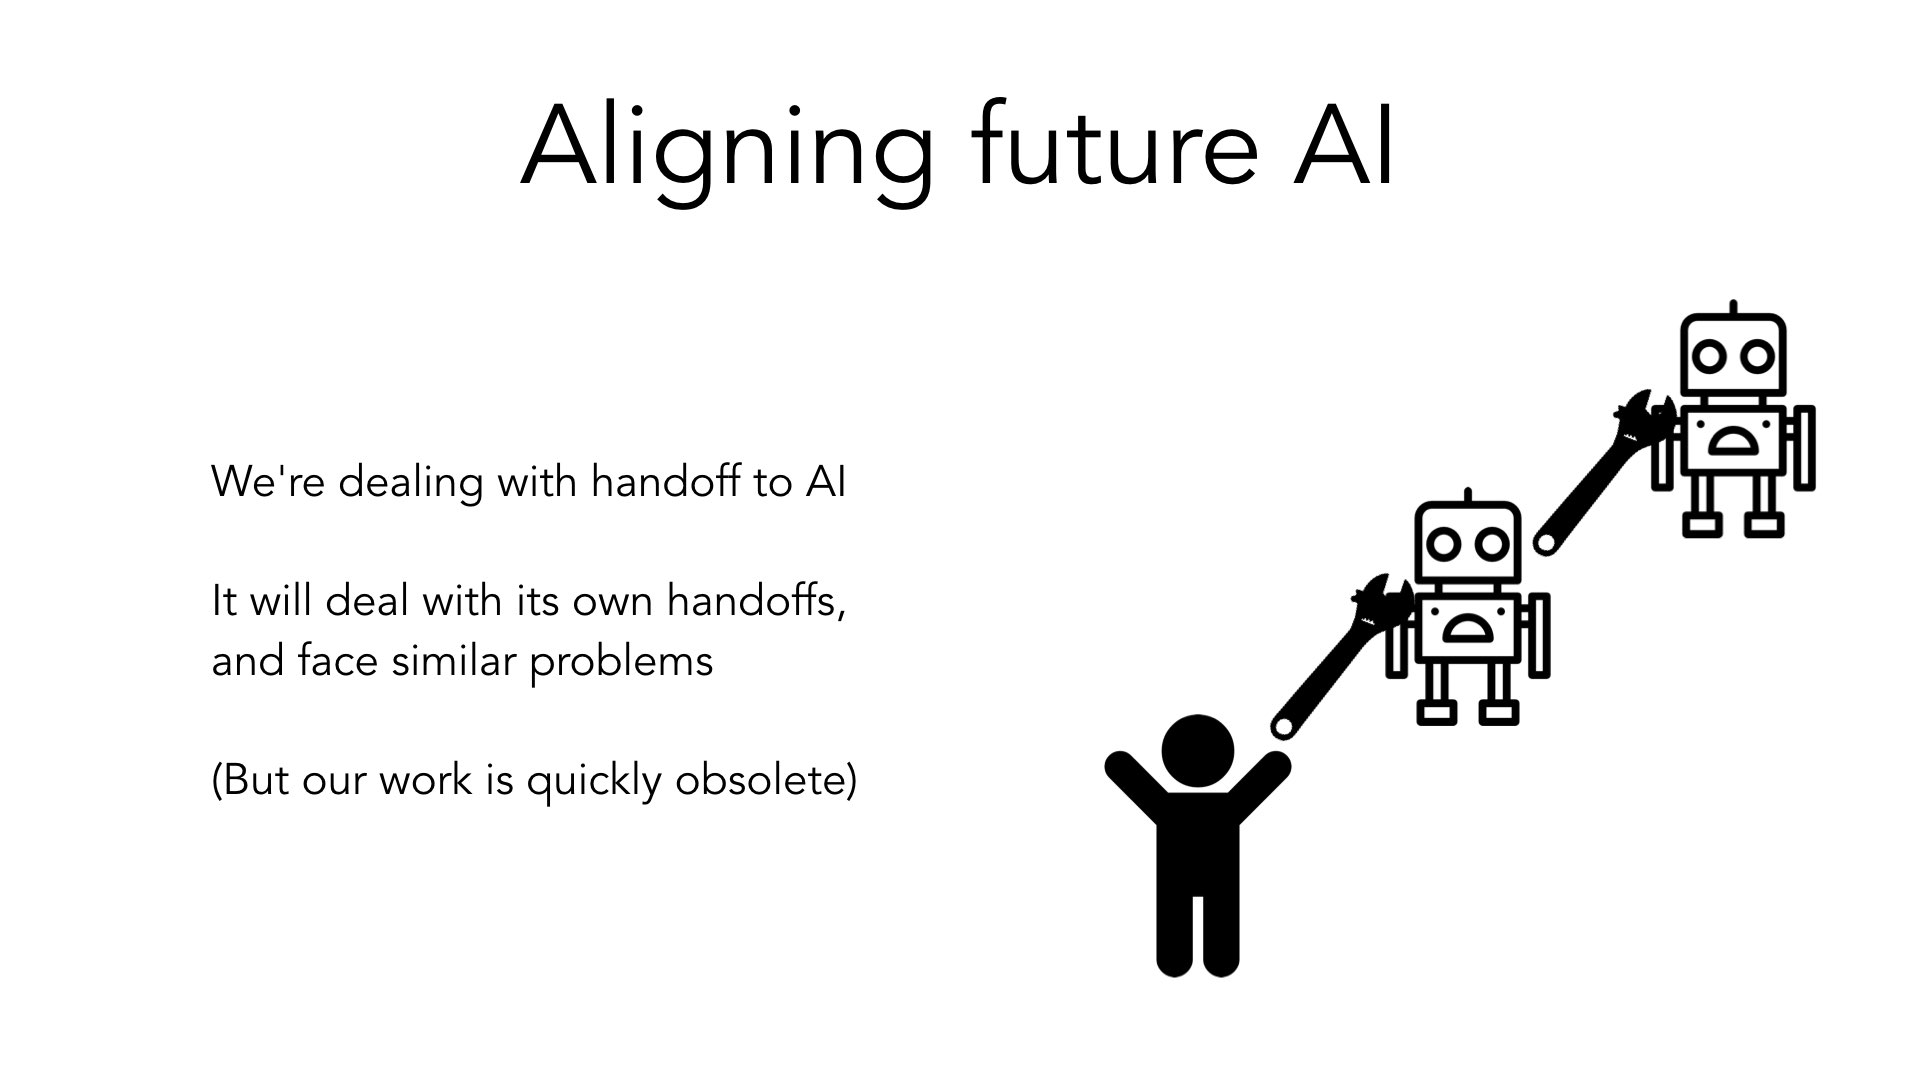 Aligning future AI
We're dealing with handoff to AI
It will deal with its own handoffs,
and face similar problems
(But our work is quickly obsolete)